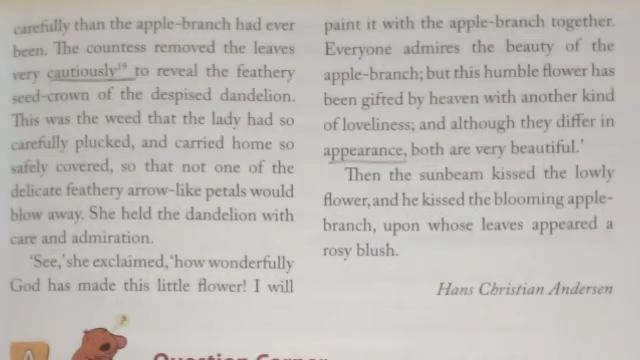 carefully than the apple-branch had ever
been. The countess removed the leaves
very cautiously¹⁹ to reveal the feathery
seed-crown of the despised dandelion.
This was the weed that the lady had so
carefully plucked, and carried home so
safely covered, so that not one of the
delicate feathery arrow-like petals would
blow away. She held the dandelion with
care and admiration.
'See,' she exclaimed, 'how wonderfully
God has made this little flower! I will
paint it with the apple-branch together.
Everyone admires the beauty of the
apple-branch; but this humble flower has
been gifted by heaven with another kind
of loveliness; and although they differ in
appearance, both are very beautiful.'
Then the sunbeam kissed the lowly
flower, and he kissed the blooming apple-
branch, upon whose leaves appeared a
rosy blush.
Hans Christian Andersen
A
?
Question Corner